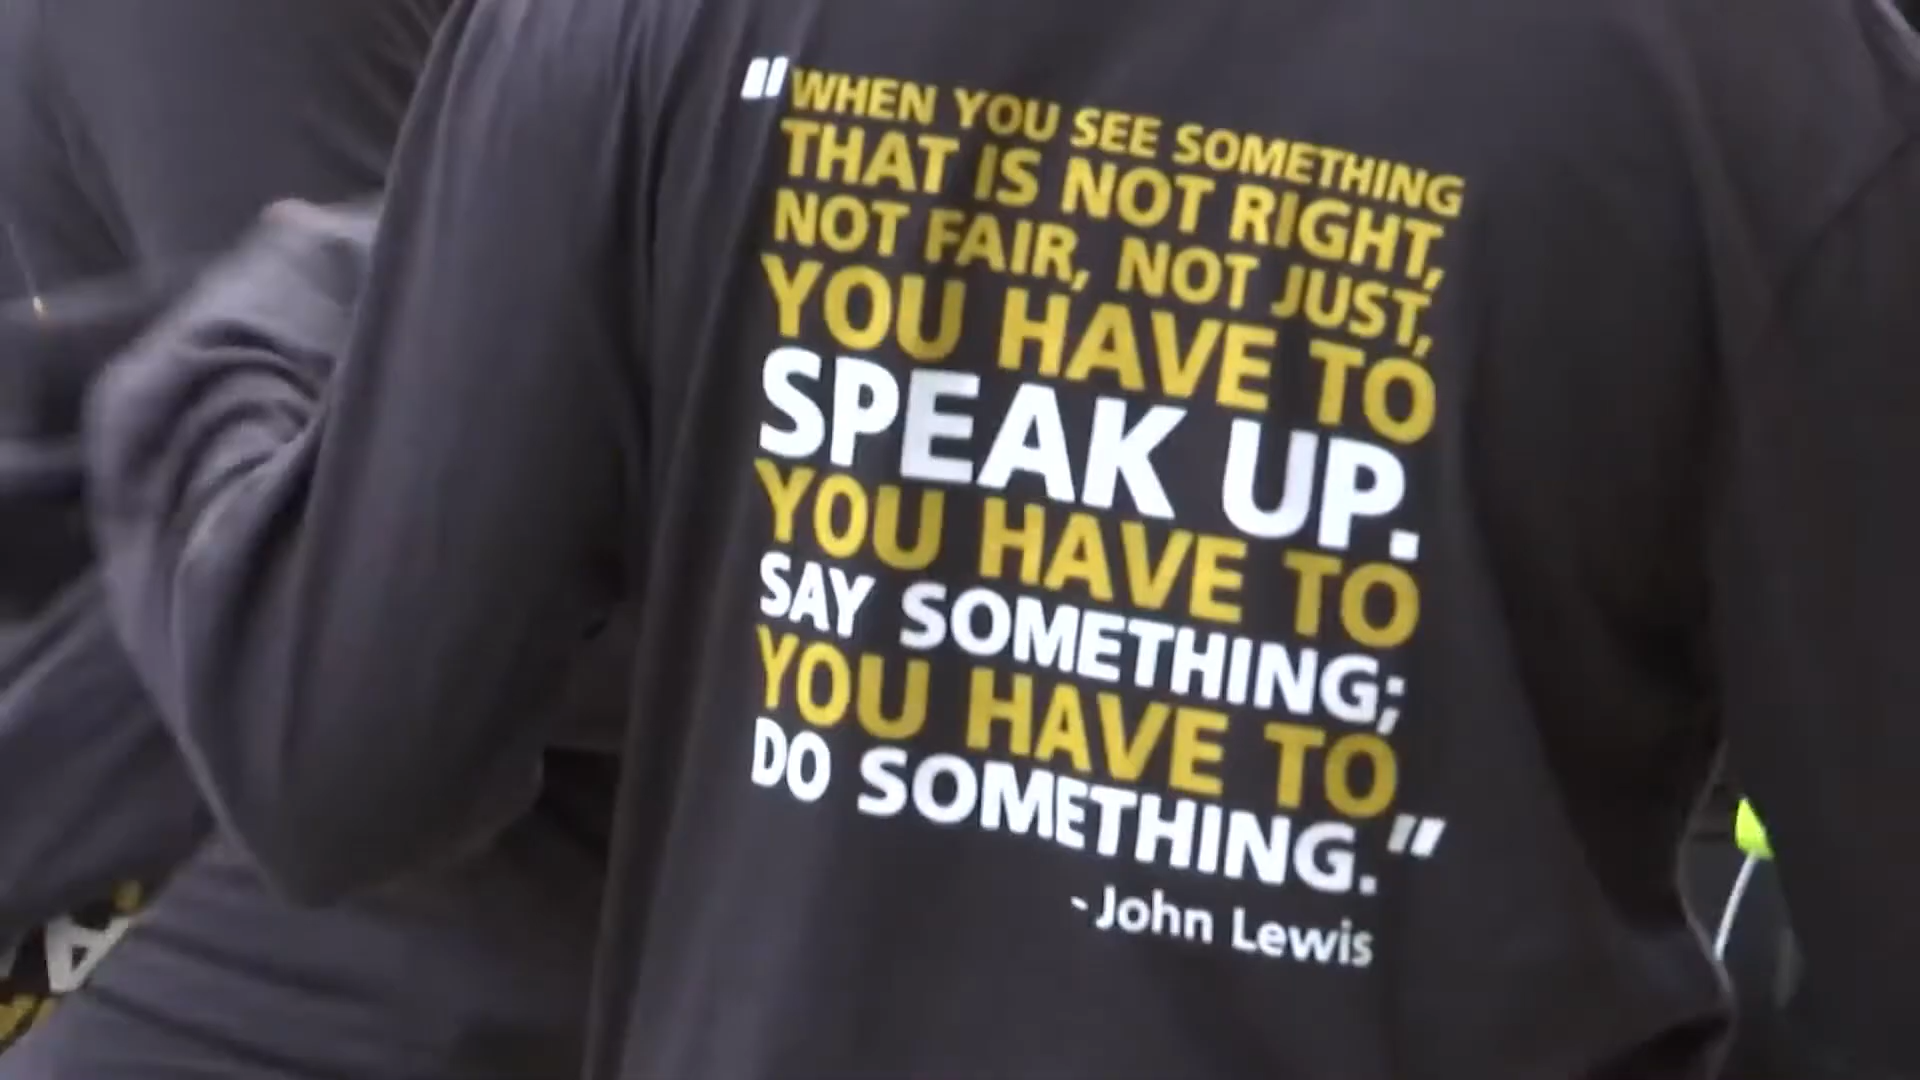 "WHEN YOU SEE SOMETHING
THAT IS NOT RIGHT,
NOT FAIR, NOT JUST,
YOU HAVE TO
SPEAK UP.
YOU HAVE TO
SAY SOMETHING;
YOU HAVE TO
DO SOMETHING."
- John Lewis